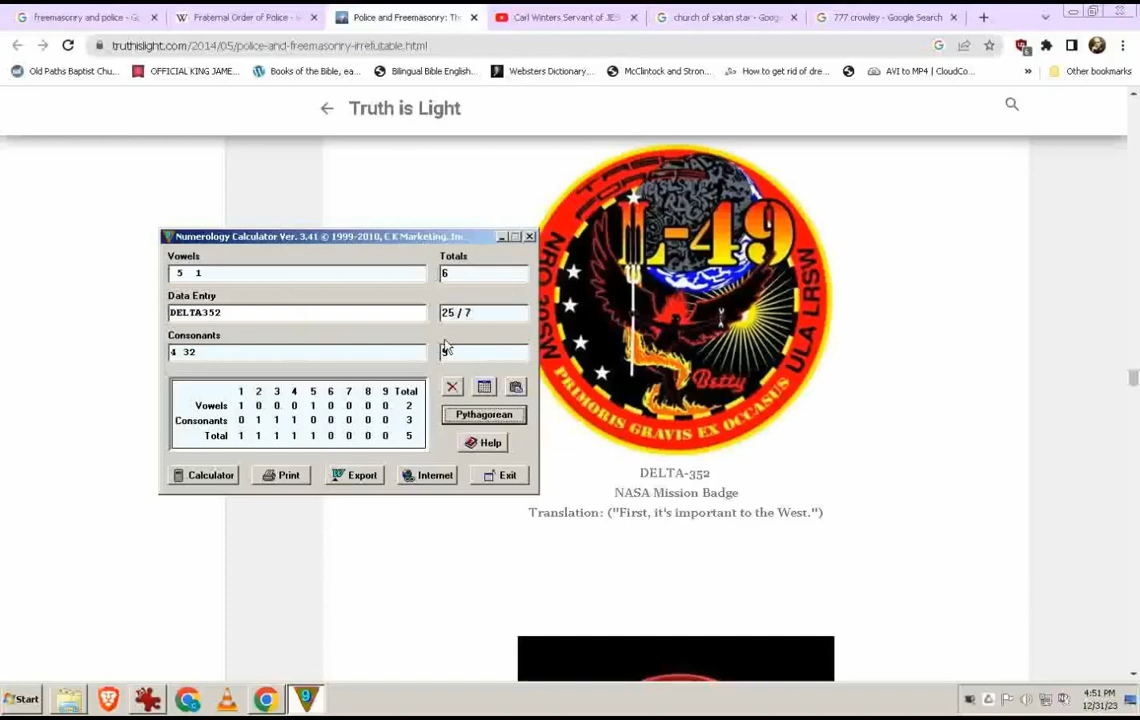 freemasonry and police - Go
Fraternal Order of Police - W
Police and Freemasonry: The
Carl Winters Servant of JES
church of satan star - Goog
777 crowley - Google Search
truthislight.com/2014/05/police-and-freemasonry-irrefutable.html
Old Paths Baptist Chu...
OFFICIAL KING JAME...
Books of the Bible, ea...
Bilingual Bible English...
Websters Dictionary,...
McClintock and Stron...
How to get rid of dre...
AVI to MP4 | CloudCo...
»
Other bookmarks
Truth is Light
Numerology Calculator Ver. 3.41 © 1999-2010, C K Marketing, Inc...
Vowels
Totals
5 1
6
Data Entry
DELTA352
25 / 7
Consonants
4 32
9
1 2 3 4 5 6 7 8 9 Total
Vowels 1 0 0 0 1 0 0 0 0 2
Consonants 0 1 1 1 0 0 0 0 0 3
Total 1 1 1 1 1 0 0 0 0 5
Pythagorean
Help
Calculator
Print
Export
Internet
Exit
L-49
NRO
20SW
ULA LRSW
Betty
PRIMORIS GRAVIS EX OCCASUS
DELTA-352
NASA Mission Badge
Translation: ("First, it's important to the West.")
Start
4:51 PM
12/31/23